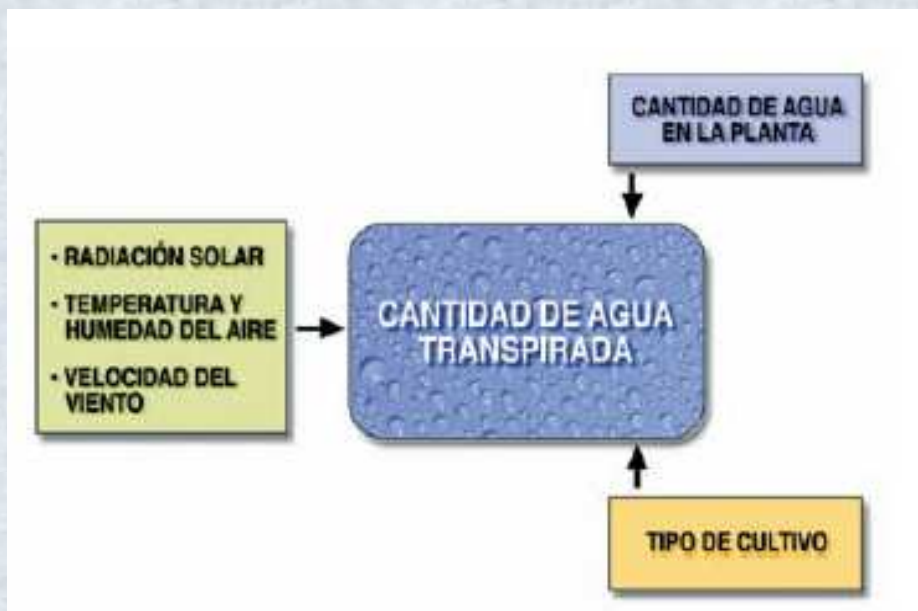 CANTIDAD DE AGUA
EN LA PLANTA
• RADIACIÓN SOLAR
• TEMPERATURA Y
HUMEDAD DEL AIRE
• VELOCIDAD DEL
VIENTO
CANTIDAD DE AGUA
TRANSPIRADA
TIPO DE CULTIVO